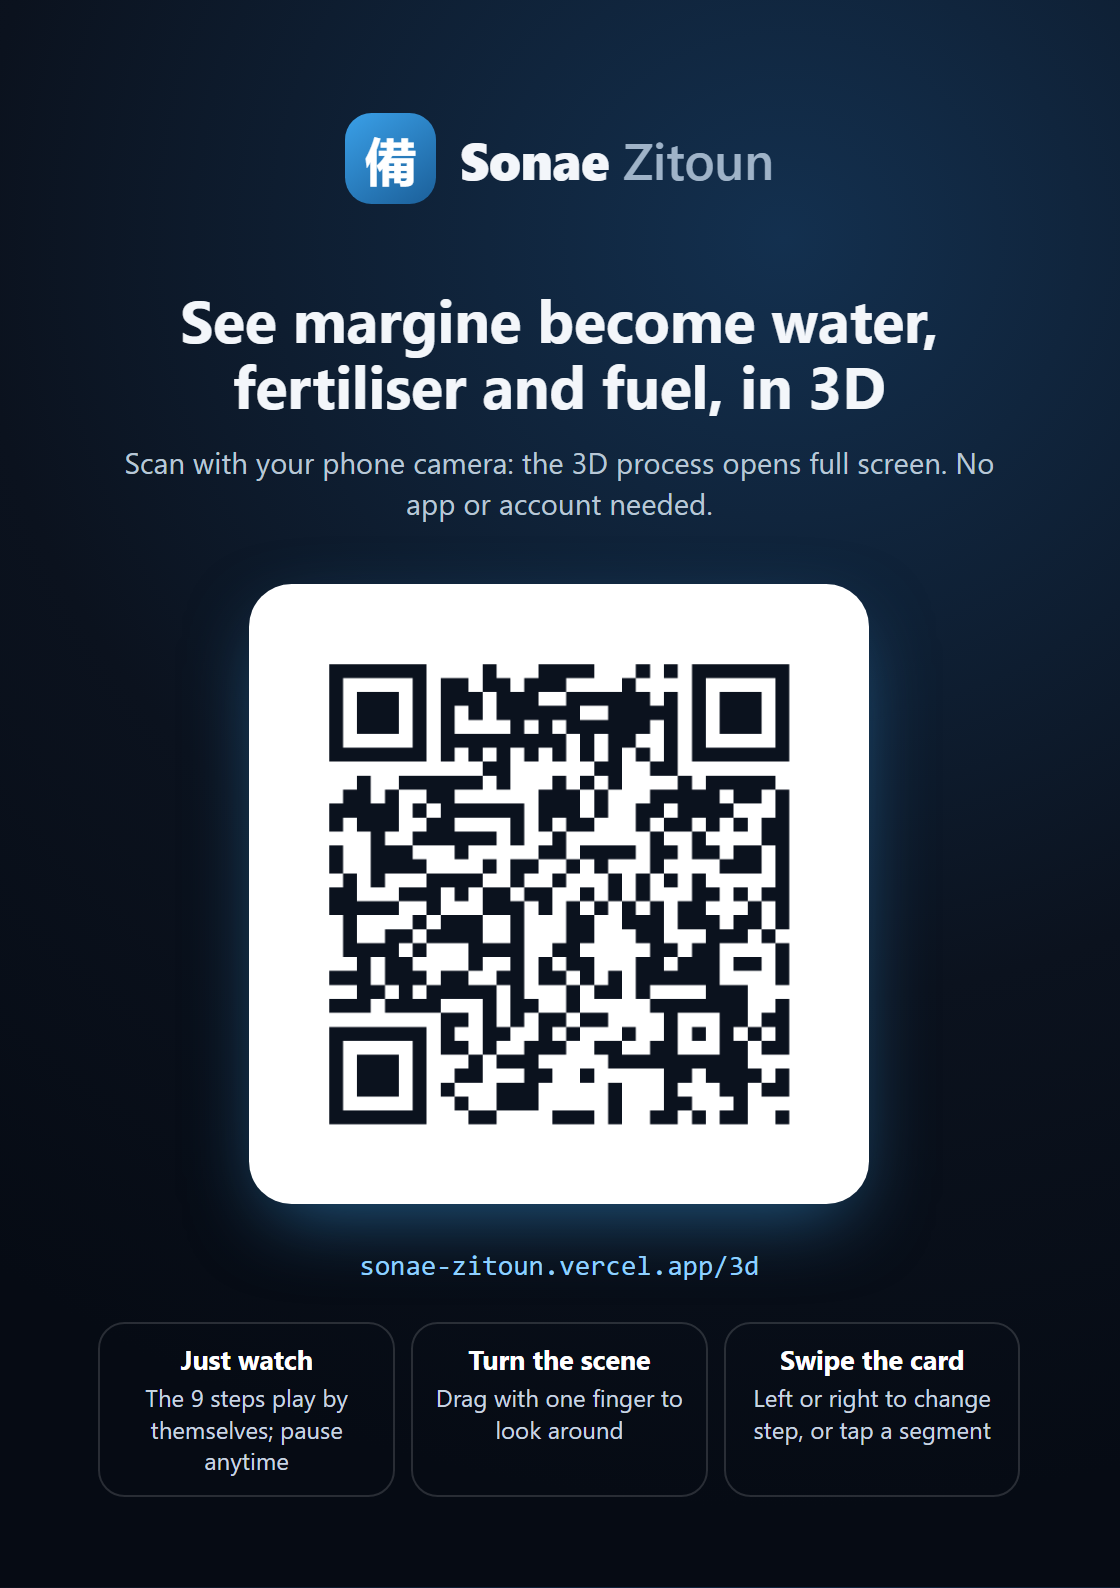 備
Sonae Zitoun
See margine become water,
fertiliser and fuel, in 3D
Scan with your phone camera: the 3D process opens full screen. No
app or account needed.
sonae-zitoun.vercel.app/3d
Just watch
The 9 steps play by
themselves; pause
anytime
Turn the scene
Drag with one finger to
look around
Swipe the card
Left or right to change
step, or tap a segment